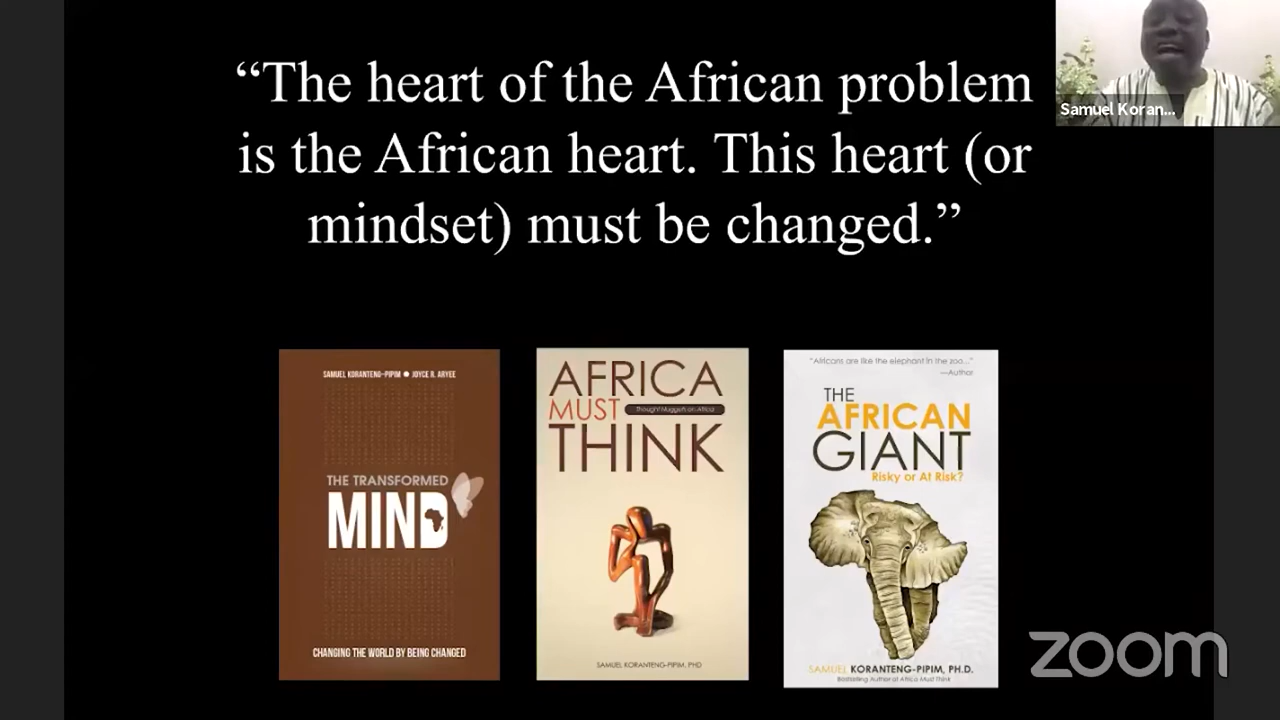 “The heart of the African problem
is the African heart. This heart (or
mindset) must be changed.”
Samuel Koran...
SAMUEL KORANTENG-PIPIM ● JOYCE R. ARYEE
THE TRANSFORMED
MIND
CHANGING THE WORLD BY BEING CHANGED
AFRICA
MUST Thought Nuggets on Africa
THINK
SAMUEL KORANTENG-PIPIM, PHD
“Africans are like the elephant in the zoo...”
—Author
THE
AFRICAN
GIANT
Risky or At Risk?
SAMUEL KORANTENG-PIPIM, PH.D.
Bestselling Author of Africa Must Think
zoom